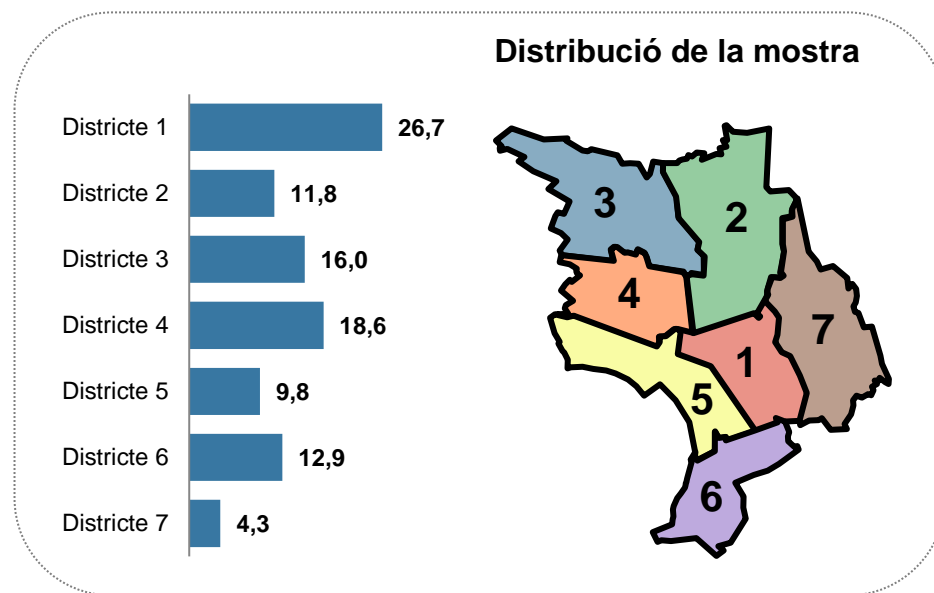 Distribució de la mostra
Districte 1 26,7
Districte 2 11,8
Districte 3 16,0
Districte 4 18,6
Districte 5 9,8
Districte 6 12,9
Districte 7 4,3
3
2
4
7
1
5
6